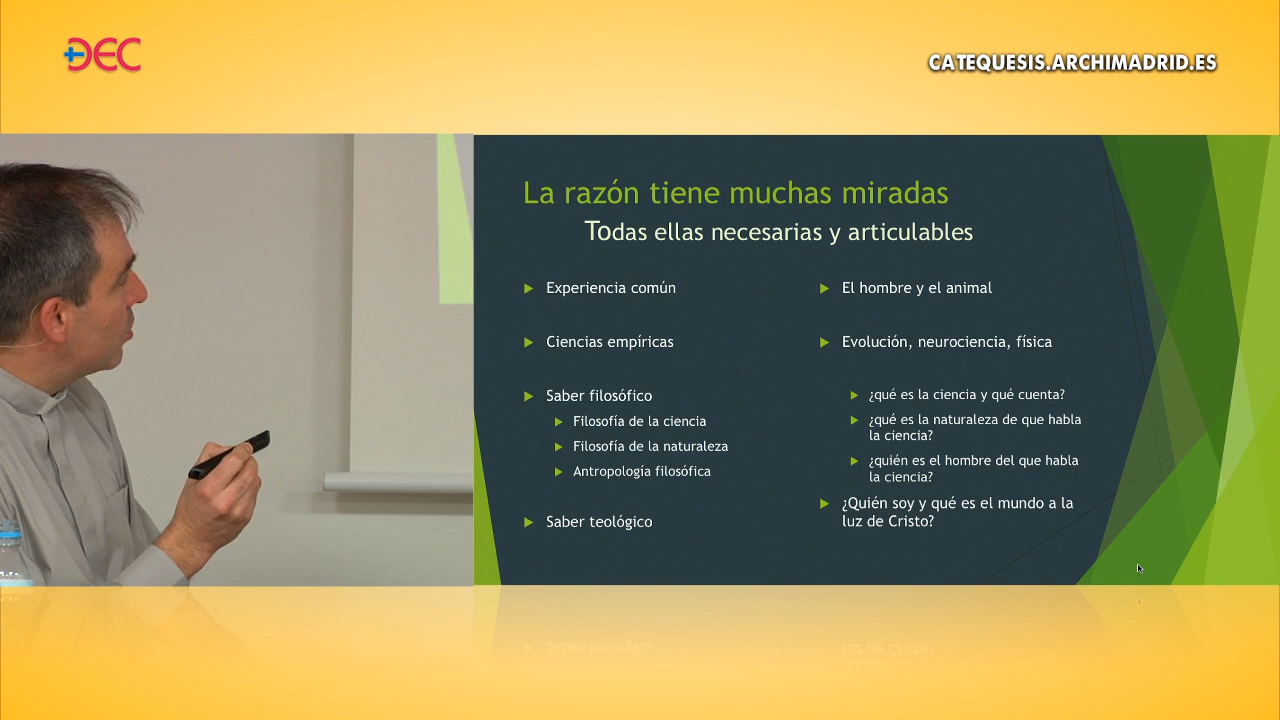 DEC
CATEQUESIS.ARCHIMADRID.ES
La razón tiene muchas miradas
Todas ellas necesarias y articulables
Experiencia común
Ciencias empíricas
Saber filosófico
Filosofía de la ciencia
Filosofía de la naturaleza
Antropología filosófica
Saber teológico
El hombre y el animal
Evolución, neurociencia, física
¿qué es la ciencia y qué cuenta?
¿qué es la naturaleza de que habla
la ciencia?
¿quién es el hombre del que habla
la ciencia?
¿Quién soy y qué es el mundo a la
luz de Cristo?